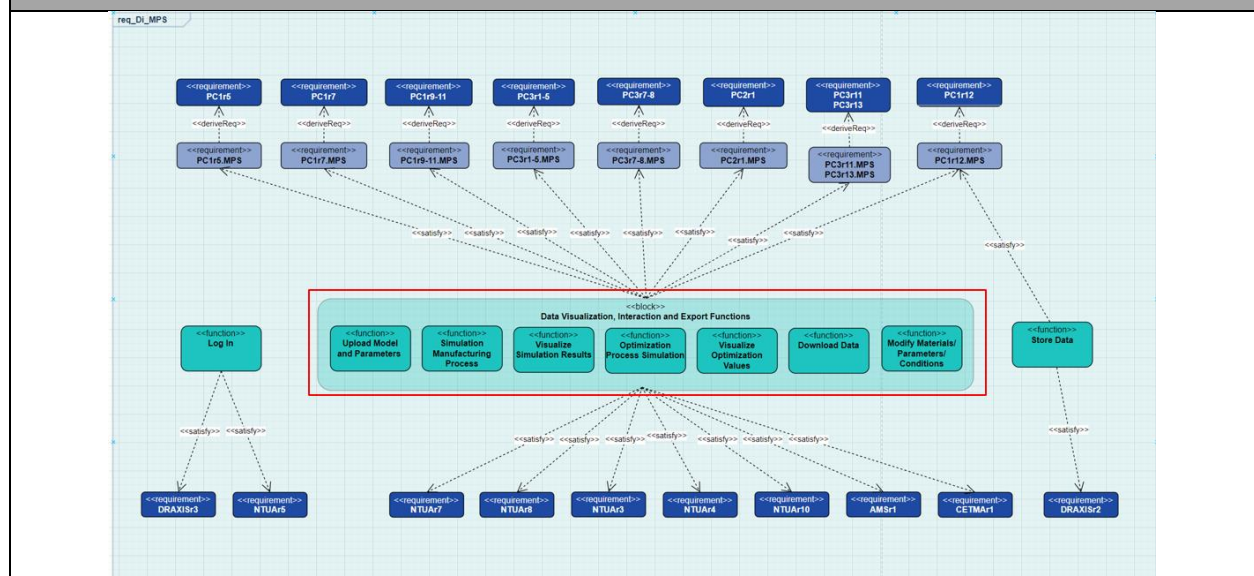 req_Di_MPS
<<requirement>> <<requirement>> <<requirement>> <<requirement>> <<requirement>> <<requirement>> <<requirement>> <<requirement>>
PC1r5 PC1r7 PC1r9-11 PC3r1-5 PC3r7-8 PC2r1 PC3r11 PC1r12
PC3r13
<<deriveReq>> <<deriveReq>> <<deriveReq>> <<deriveReq>> <<deriveReq>> <<deriveReq>> <<deriveReq>> <<deriveReq>>
<<requirement>> <<requirement>> <<requirement>> <<requirement>> <<requirement>> <<requirement>> <<requirement>> <<requirement>>
PC1r5.MPS PC1r7.MPS PC1r9-11.MPS PC3r1-5.MPS PC3r7-8.MPS PC2r1.MPS PC3r11.MPS PC1r12.MPS
PC3r13.MPS
<<satisfy>> <<satisfy>> <<satisfy>> <<satisfy>> <<satisfy>> <<satisfy>> <<satisfy>> <<satisfy>>
<<satisfy>>
<<block>>
Data Visualization, Interaction and Export Functions
<<function>> <<function>> <<function>> <<function>> <<function>> <<function>> <<function>> <<function>> <<function>>
Log In Upload Model Simulation Visualize Optimization Visualize Download Data Modify Materials/ Store Data
and Parameters Manufacturing Simulation Results Process Simulation Optimization Parameters/
Process Values Conditions
<<satisfy>> <<satisfy>> <<satisfy>> <<satisfy>> <<satisfy>> <<satisfy>> <<satisfy>> <<satisfy>> <<satisfy>> <<satisfy>>
<<requirement>> <<requirement>> <<requirement>> <<requirement>> <<requirement>> <<requirement>> <<requirement>> <<requirement>> <<requirement>> <<requirement>>
DRAXISr3 NTUAr5 NTUAr7 NTUAr8 NTUAr3 NTUAr4 NTUAr10 AMSr1 CETMAr1 DRAXISr2